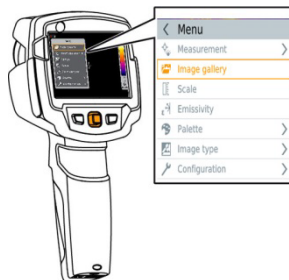 Menu
Measurement
Image gallery
Scale
Emissivity
Palette
Image type
Configuration